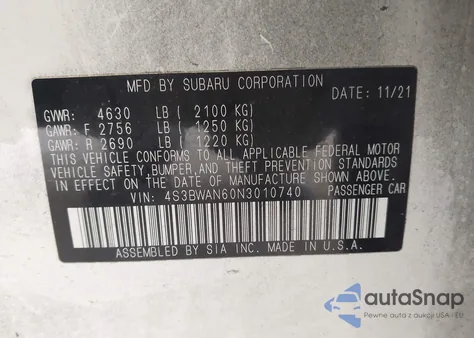 MFD BY SUBARU CORPORATION
DATE: 11/21
GVWR: 4630 LB ( 2100 KG)
GAWR: F 2756 LB ( 1250 KG)
GAWR: R 2690 LB ( 1220 KG)
THIS VEHICLE CONFORMS TO ALL APPLICABLE FEDERAL MOTOR
VEHICLE SAFETY, BUMPER, AND THEFT PREVENTION STANDARDS
IN EFFECT ON THE DATE OF MANUFACTURE SHOWN ABOVE.
VIN: 4S3BWAN60N3010740 PASSENGER CAR
ASSEMBLED BY SIA INC. MADE IN U.S.A.
autoSnap
Pewne auta z aukcji USA i EU